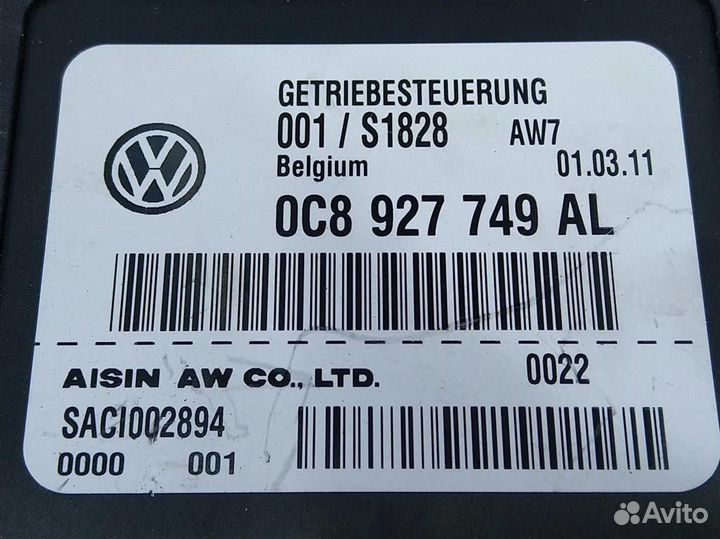 GETRIEBESTEUERUNG
001 / S1828 AW7
Belgium 01.03.11
0C8 927 749 AL
AISIN AW CO., LTD. 0022
SACI002894
0000 001
Avito